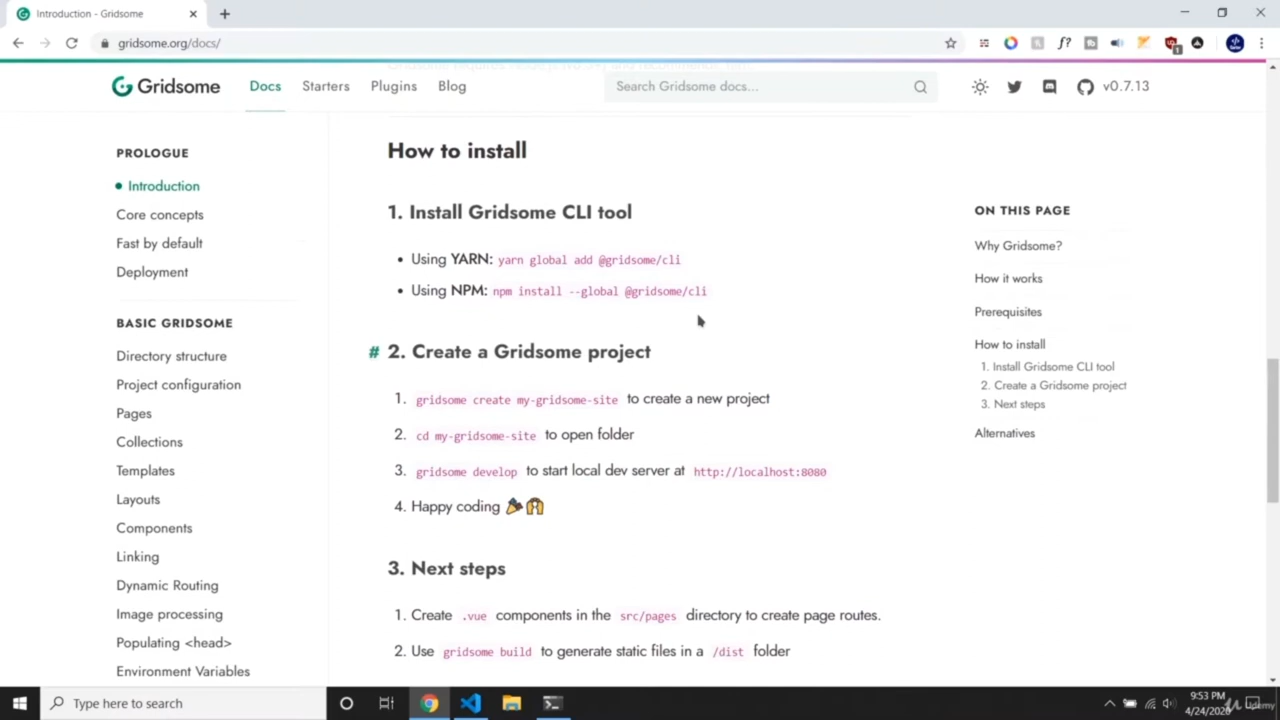 Introduction - Gridsome
gridsome.org/docs/
Gridsome
Docs
Starters
Plugins
Blog
Search Gridsome docs...
v0.7.13
PROLOGUE
Introduction
Core concepts
Fast by default
Deployment
BASIC GRIDSOME
Directory structure
Project configuration
Pages
Collections
Templates
Layouts
Components
Linking
Dynamic Routing
Image processing
Populating <head>
Environment Variables
How to install
1. Install Gridsome CLI tool
• Using YARN: yarn global add @gridsome/cli
• Using NPM: npm install --global @gridsome/cli
# 2. Create a Gridsome project
1. gridsome create my-gridsome-site to create a new project
2. cd my-gridsome-site to open folder
3. gridsome develop to start local dev server at http://localhost:8080
4. Happy coding 🎉🙌
3. Next steps
1. Create .vue components in the src/pages directory to create page routes.
2. Use gridsome build to generate static files in a /dist folder
ON THIS PAGE
Why Gridsome?
How it works
Prerequisites
How to install
1. Install Gridsome CLI tool
2. Create a Gridsome project
3. Next steps
Alternatives
Type here to search
9:53 PM
4/24/2020
Udemy